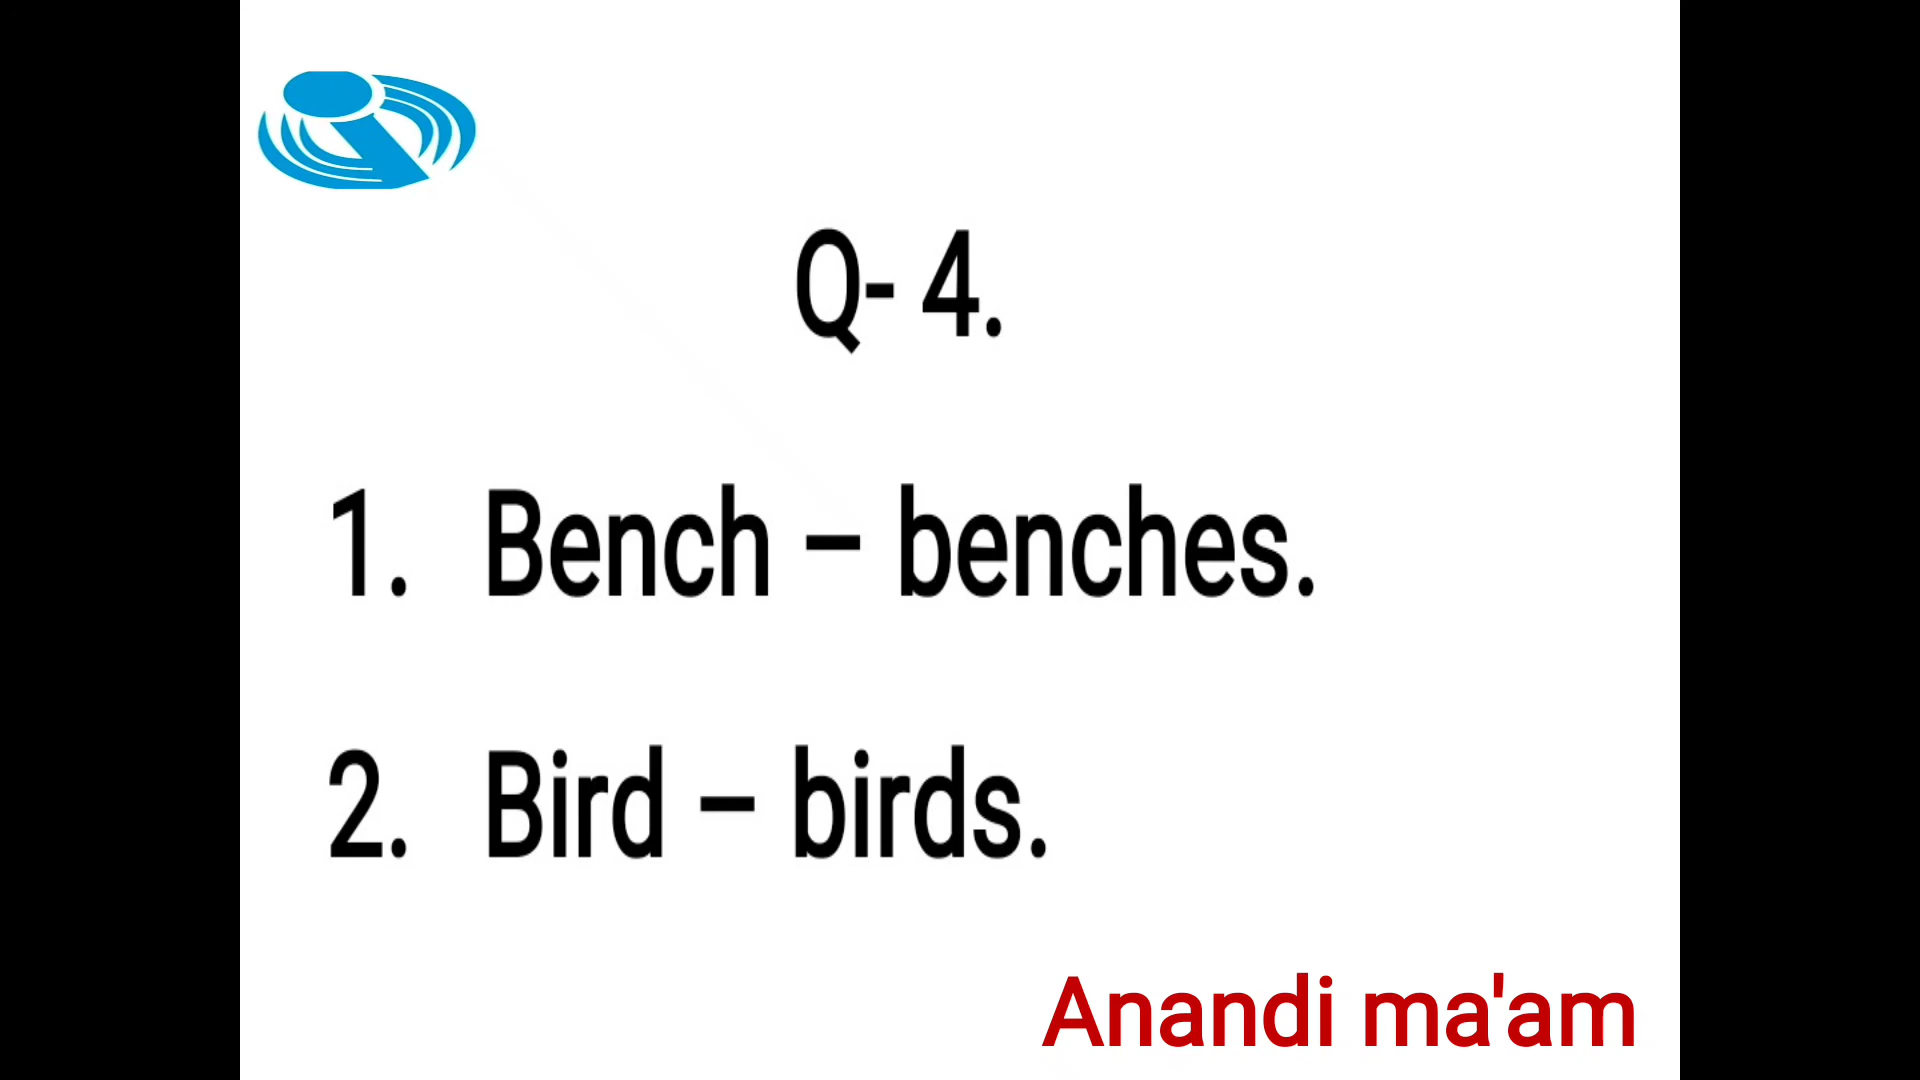 Q- 4.
1. Bench – benches.
2. Bird – birds.
Anandi ma'am